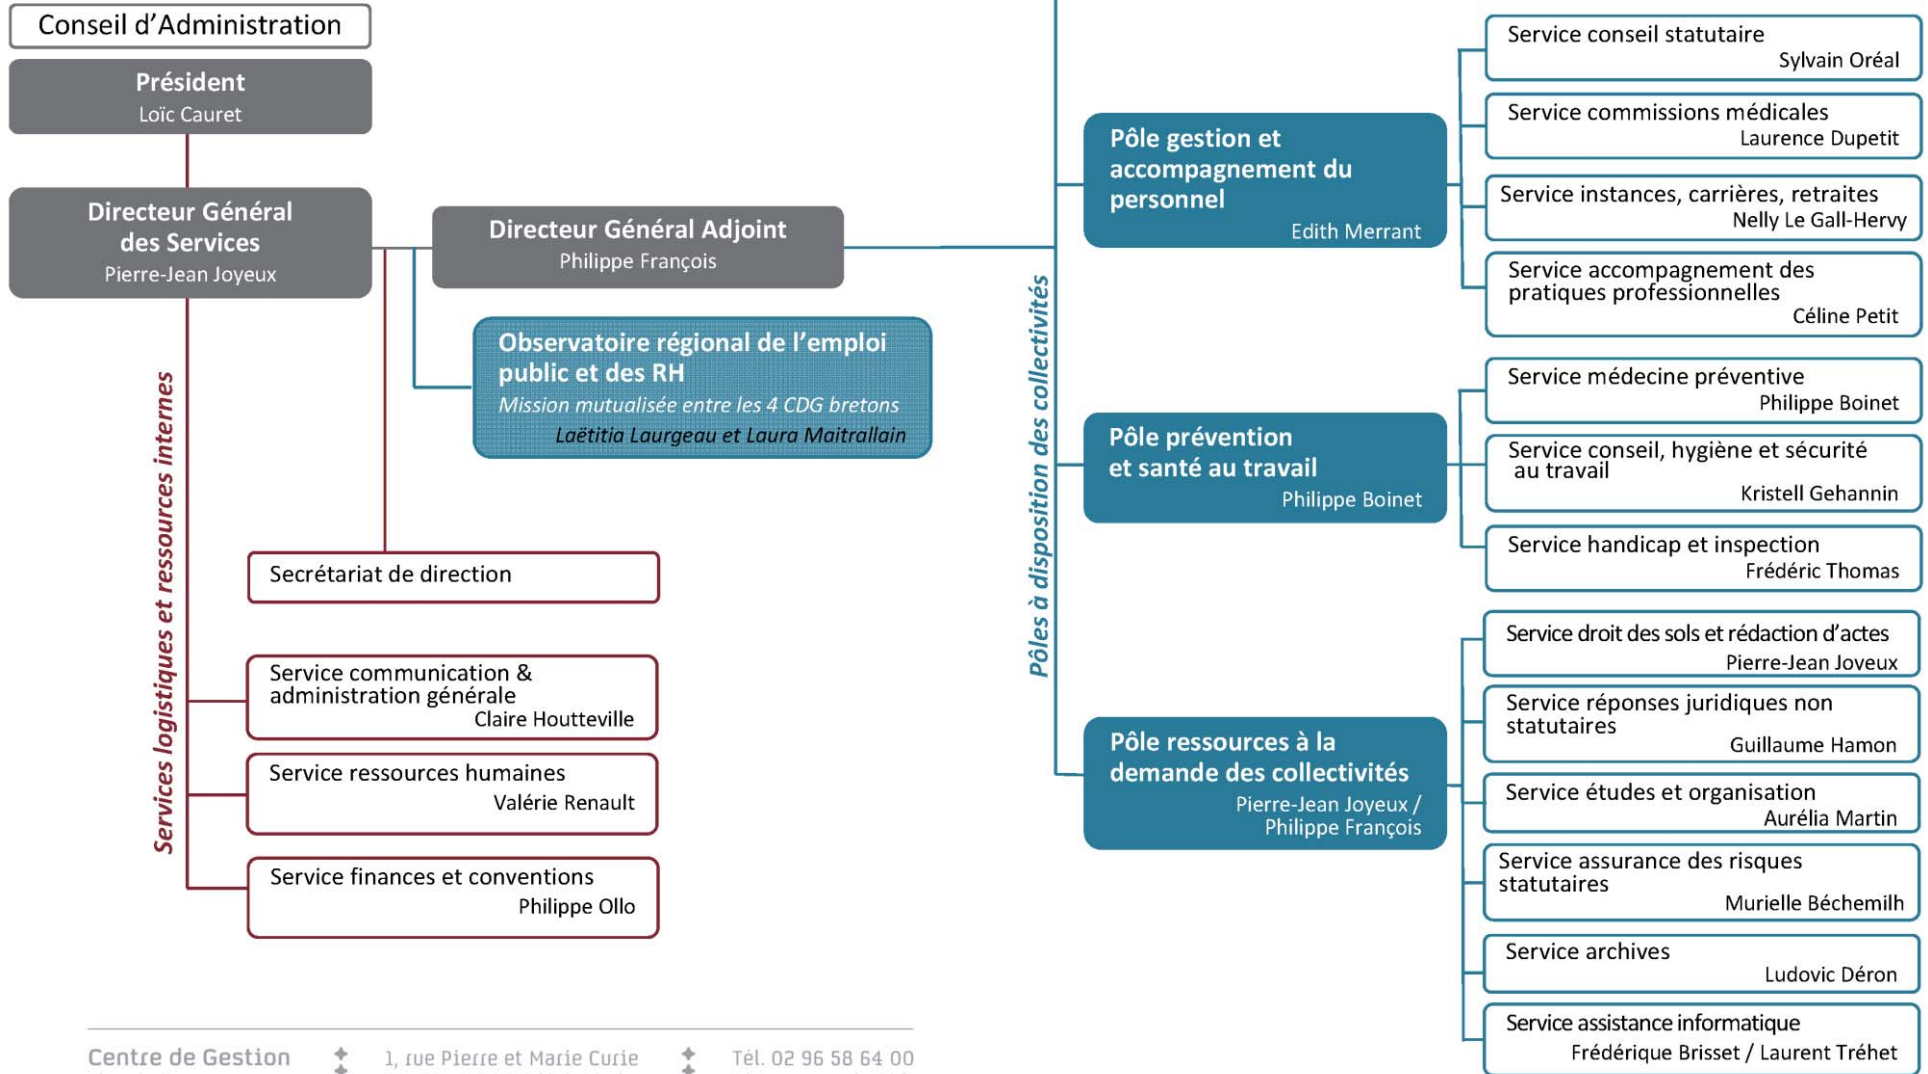 Conseil d'Administration
Président
Loïc Cauret
Directeur Général
des Services
Pierre-Jean Joyeux
Directeur Général Adjoint
Philippe François
Observatoire régional de l'emploi
public et des RH
Mission mutualisée entre les 4 CDG bretons
Laëtitia Laurgeau et Laura Maitrallain
Services logistiques et ressources internes
Secrétariat de direction
Service communication &
administration générale
Claire Houtteville
Service ressources humaines
Valérie Renault
Service finances et conventions
Philippe Ollo
Pôles à disposition des collectivités
Pôle gestion et
accompagnement du
personnel
Edith Merrant
Service conseil statutaire
Sylvain Oréal
Service commissions médicales
Laurence Dupetit
Service instances, carrières, retraites
Nelly Le Gall-Hervy
Service accompagnement des
pratiques professionnelles
Céline Petit
Pôle prévention
et santé au travail
Philippe Boinet
Service médecine préventive
Philippe Boinet
Service conseil, hygiène et sécurité
au travail
Kristell Gehannin
Service handicap et inspection
Frédéric Thomas
Pôle ressources à la
demande des collectivités
Pierre-Jean Joyeux /
Philippe François
Service droit des sols et rédaction d'actes
Pierre-Jean Joyeux
Service réponses juridiques non
statutaires
Guillaume Hamon
Service études et organisation
Aurélia Martin
Service assurance des risques
statutaires
Murielle Béchemilh
Service archives
Ludovic Déron
Service assistance informatique
Frédérique Brisset / Laurent Tréhet
Centre de Gestion
1, rue Pierre et Marie Curie
Tél. 02 96 58 64 00